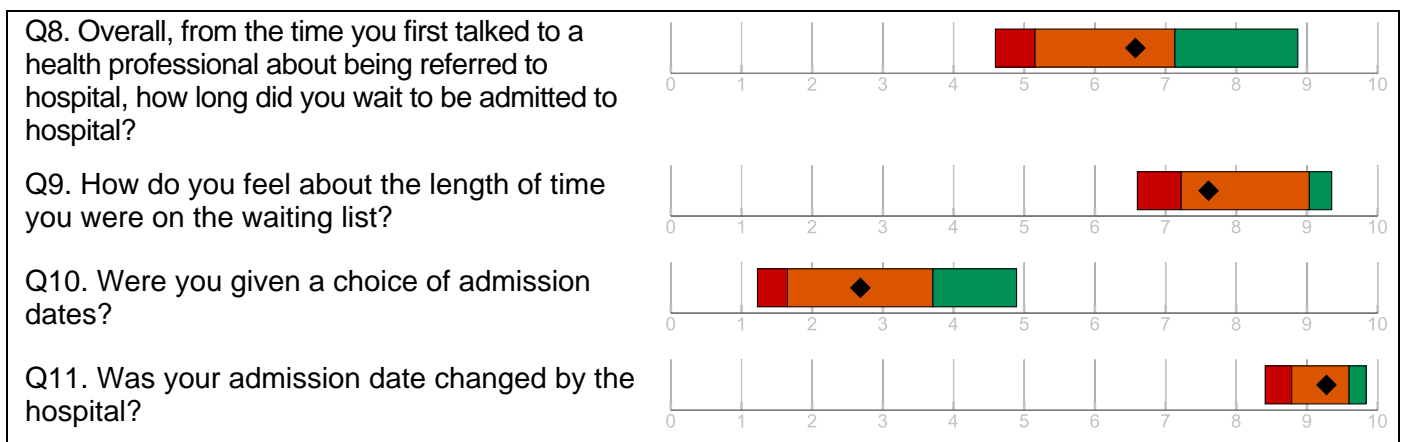 Q8. Overall, from the time you first talked to a
health professional about being referred to
hospital, how long did you wait to be admitted to
hospital?
0 1 2 3 4 5 6 7 8 9 10
Q9. How do you feel about the length of time
you were on the waiting list?
0 1 2 3 4 5 6 7 8 9 10
Q10. Were you given a choice of admission
dates?
0 1 2 3 4 5 6 7 8 9 10
Q11. Was your admission date changed by the
hospital?
0 1 2 3 4 5 6 7 8 9 10